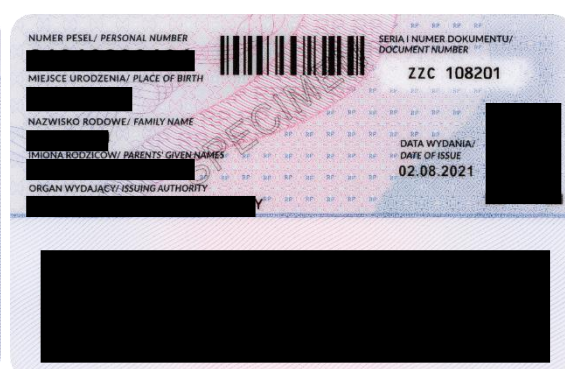 NUMER PESEL/ PERSONAL NUMBER
SERIA I NUMER DOKUMENTU/
DOCUMENT NUMBER
ZZC 108201
MIEJSCE URODZENIA/ PLACE OF BIRTH
SPECIMEN
NAZWISKO RODOWE/ FAMILY NAME
IMIONA RODZICÓW/ PARENTS' GIVEN NAMES
DATA WYDANIA/
DATE OF ISSUE
02.08.2021
ORGAN WYDAJĄCY/ ISSUING AUTHORITY
Y